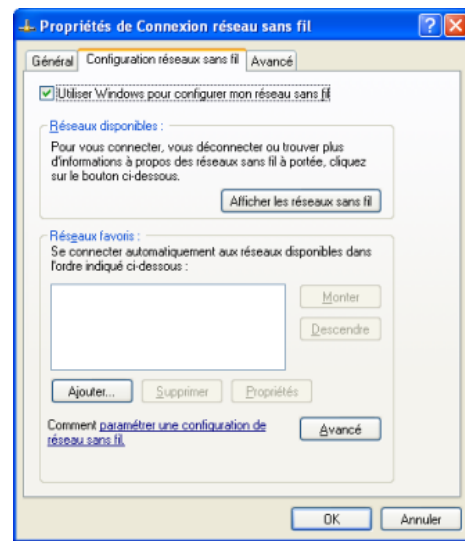 Propriétés de Connexion réseau sans fil
Général
Configuration réseaux sans fil
Avancé
Utiliser Windows pour configurer mon réseau sans fil
Réseaux disponibles :
Pour vous connecter, vous déconnecter ou trouver plus
d'informations à propos des réseaux sans fil à portée, cliquez
sur le bouton ci-dessous.
Afficher les réseaux sans fil
Réseaux favoris :
Se connecter automatiquement aux réseaux disponibles dans
l'ordre indiqué ci-dessous :
Monter
Descendre
Ajouter...
Supprimer
Propriétés
Comment paramétrer une configuration de
réseau sans fil.
Avancé
OK
Annuler